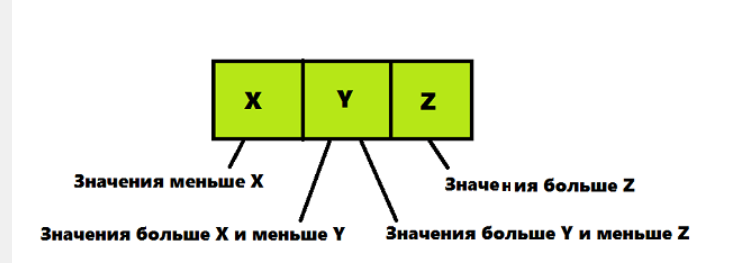 X Y Z
Значения меньше X
Значения больше Z
Значения больше X и меньше Y
Значения больше Y и меньше Z